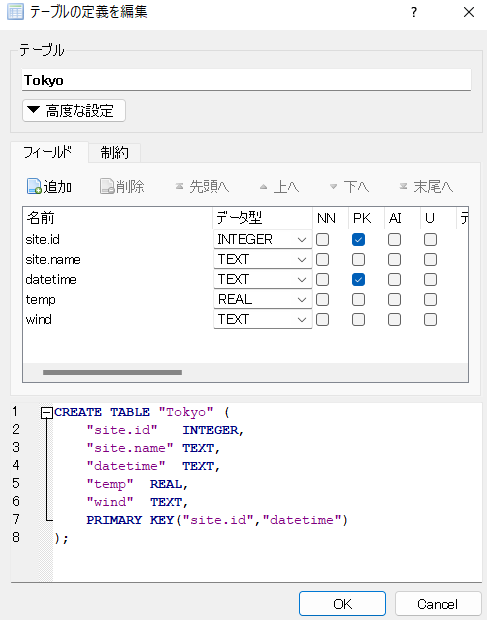 テーブルの定義を編集 ?
テーブル
Tokyo
高度な設定
フィールド 制約
追加 削除 先頭へ 上へ 下へ 末尾へ
名前 データ型 NN PK AI U
site.id INTEGER
site.name TEXT
datetime TEXT
temp REAL
wind TEXT
1 CREATE TABLE "Tokyo" (
2 "site.id" INTEGER,
3 "site.name" TEXT,
4 "datetime" TEXT,
5 "temp" REAL,
6 "wind" TEXT,
7 PRIMARY KEY("site.id","datetime")
8 );
OK Cancel